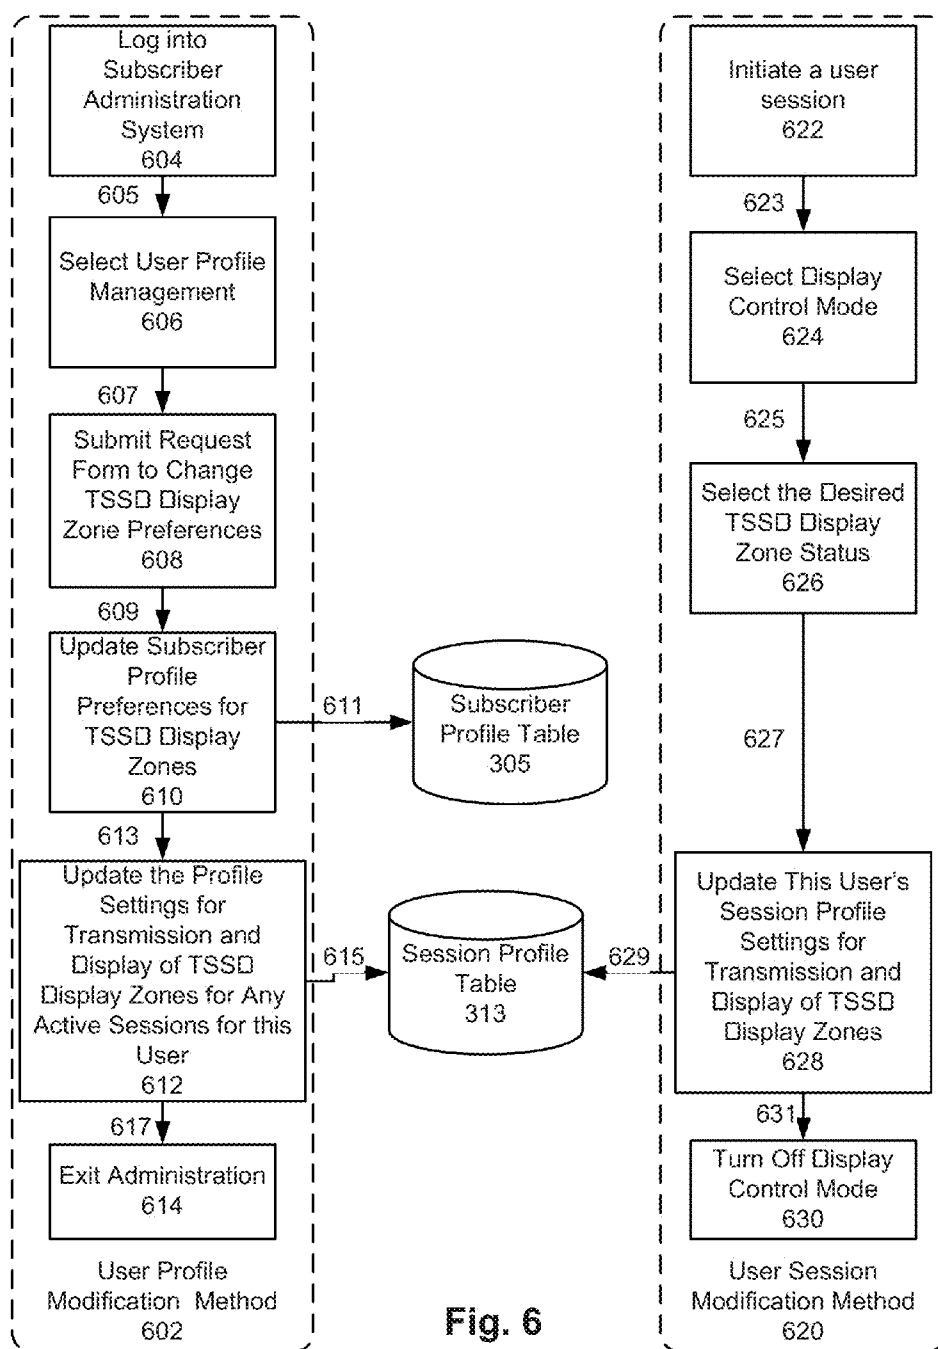 Log into
Subscriber
Administration
System
604
605
Select User Profile
Management
606
607
Submit Request
Form to Change
TSSD Display
Zone Preferences
608
609
Update Subscriber
Profile
Preferences for
TSSD Display
Zones
610
611
613
Update the Profile
Settings for
Transmission and
Display of TSSD
Display Zones for Any
Active Sessions for this
User
612
615
617
Exit Administration
614
User Profile
Modification Method
602
Subscriber
Profile Table
305
Session Profile
Table
313
Initiate a user
session
622
623
Select Display
Control Mode
624
625
Select the Desired
TSSD Display
Zone Status
626
627
Update This User's
Session Profile
Settings for
Transmission and
Display of TSSD
Display Zones
628
629
631
Turn Off Display
Control Mode
630
User Session
Modification Method
620
Fig. 6